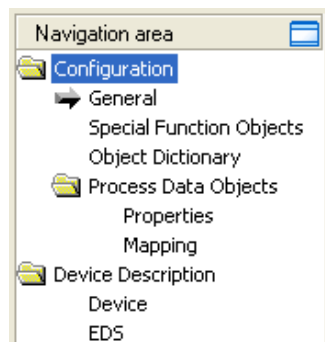 Navigation area
Configuration
General
Special Function Objects
Object Dictionary
Process Data Objects
Properties
Mapping
Device Description
Device
EDS